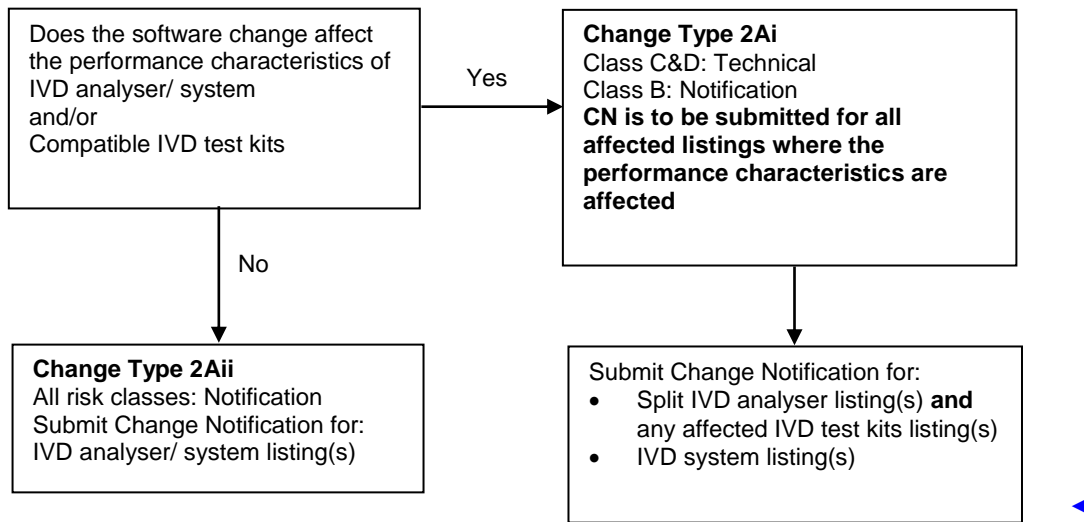 Does the software change affect
the performance characteristics of
IVD analyser/ system
and/or
Compatible IVD test kits
Yes
Change Type 2Ai
Class C&D: Technical
Class B: Notification
CN is to be submitted for all
affected listings where the
performance characteristics are
affected
No
Change Type 2Aii
All risk classes: Notification
Submit Change Notification for:
IVD analyser/ system listing(s)
Submit Change Notification for:
• Split IVD analyser listing(s) and
any affected IVD test kits listing(s)
• IVD system listing(s)